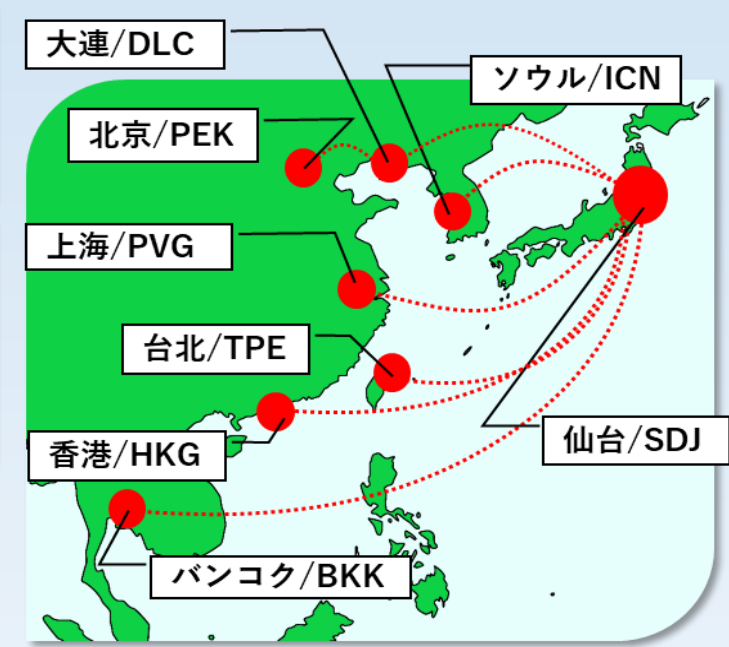 大連/DLC
ソウル/ICN
北京/PEK
上海/PVG
台北/TPE
香港/HKG
仙台/SDJ
バンコク/BKK